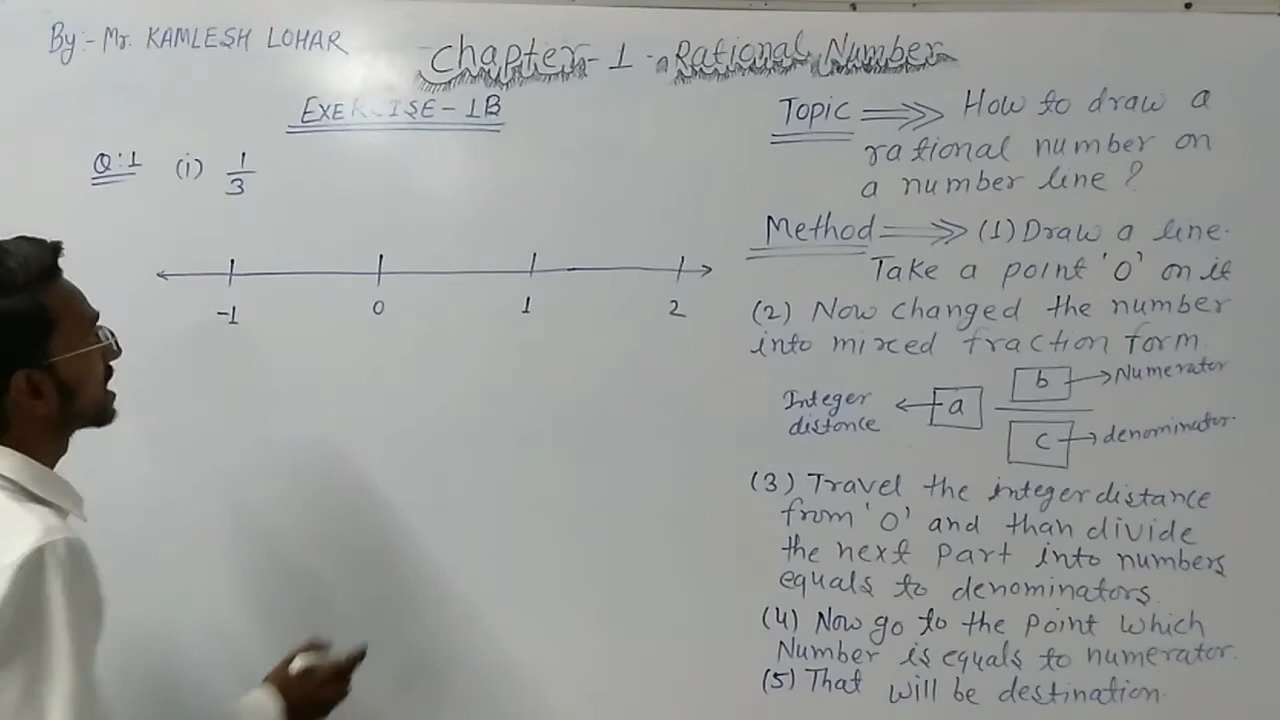 By:- Mr. KAMLESH LOHAR
Chapter-1 Rational Number
EXERCISE-1B
Q:1 (i) 1/3
-1 0 1 2
Topic ⇒ How to draw a
rational number on
a number line?
Method ⇒ (1) Draw a line.
Take a point 'O' on it
(2) Now changed the number
into mixed fraction form.
Integer distance ← a b → Numerator
c → denominator
(3) Travel the integer distance
from 'O' and than divide
the next part into numbers
equals to denominators.
(4) Now go to the point which
Number is equals to numerator.
(5) That will be destination.